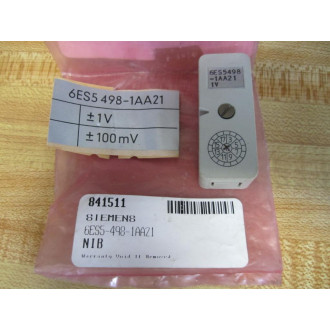 6ES5 498-1AA21
±1V
±100mV
6ES5498
-1AA21
1V
841511
SIEMENS
6ES5-498-1AA21
NIB
Warranty Void If Removed